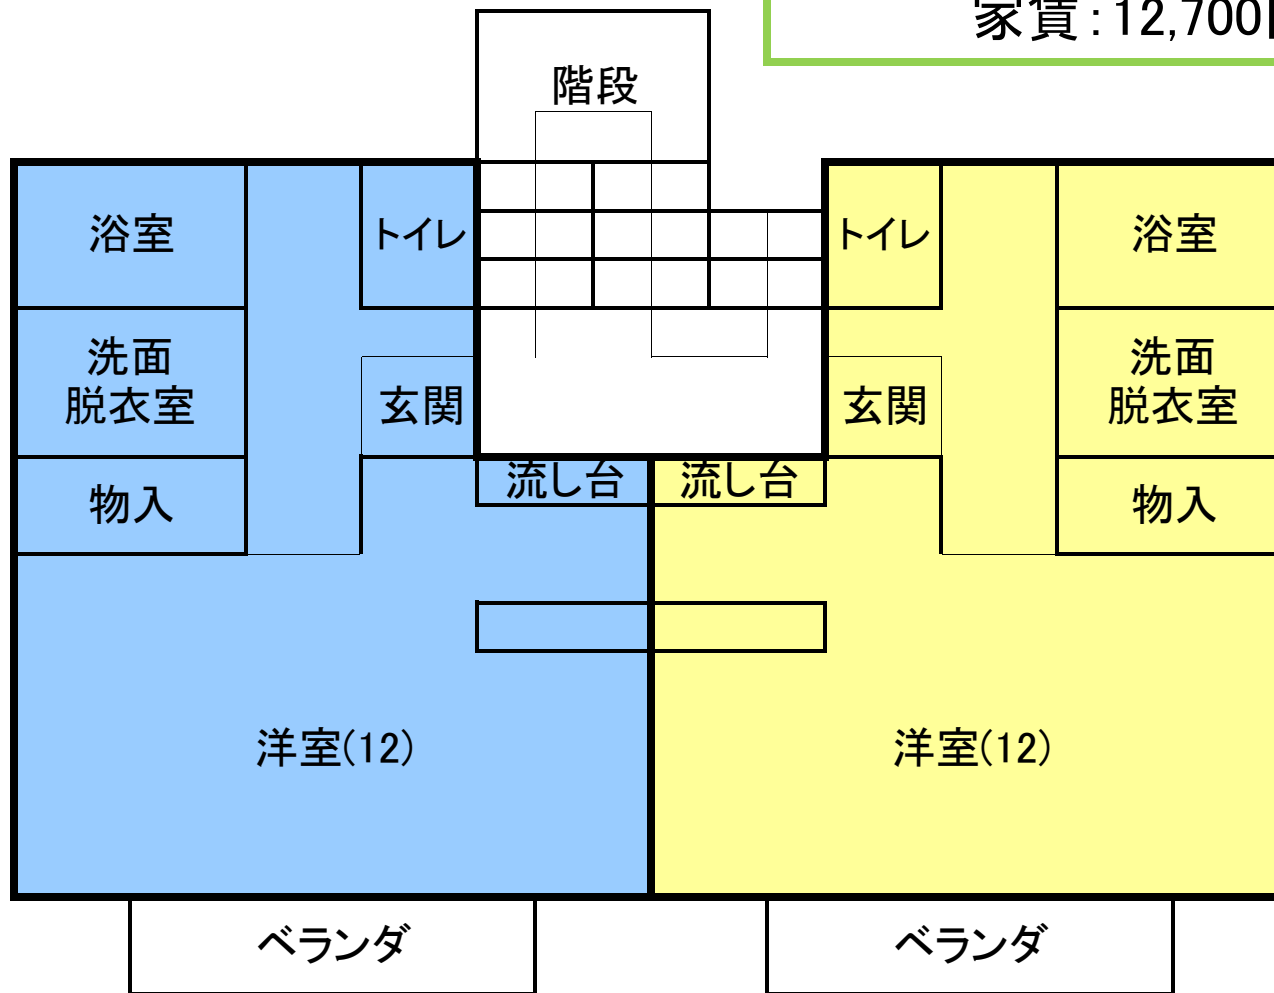 家賃：12,700
階段
浴室
トイレ
トイレ
浴室
洗面
脱衣室
玄関
玄関
洗面
脱衣室
物入
流し台
流し台
物入
洋室(12)
洋室(12)
ベランダ
ベランダ